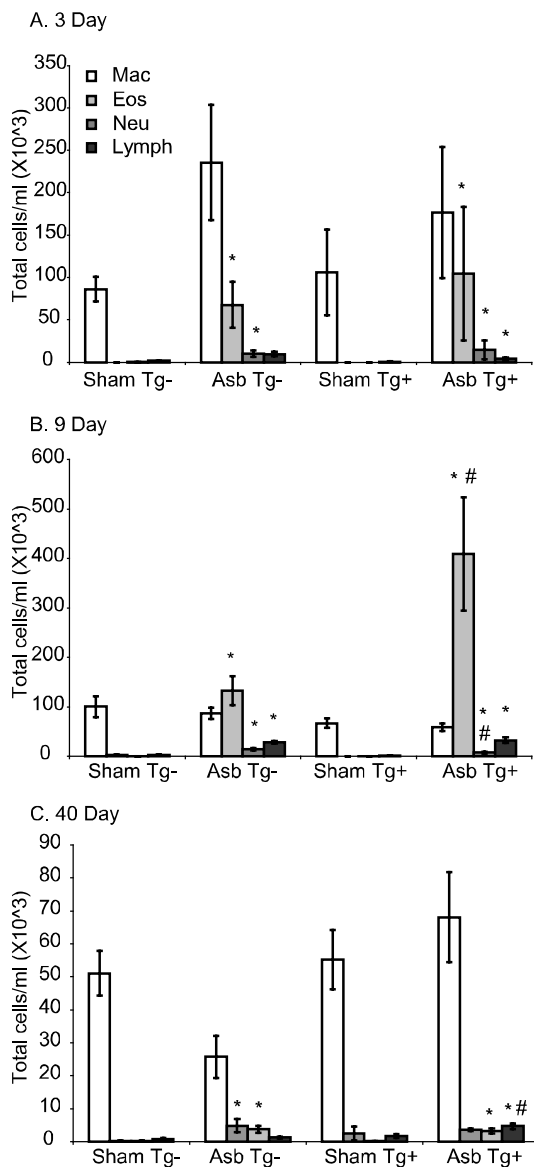 A. 3 Day
Total cells/ml (X10^3)
350
300
250
200
150
100
50
0
Mac
Eos
Neu
Lymph
* * * * *
Sham Tg- Asb Tg- Sham Tg+ Asb Tg+
B. 9 Day
Total cells/ml (X10^3)
600
500
400
300
200
100
0
* #
*
* * * *
#
Sham Tg- Asb Tg- Sham Tg+ Asb Tg+
C. 40 Day
Total cells/ml (X10^3)
90
80
70
60
50
40
30
20
10
0
* * * * #
Sham Tg- Asb Tg- Sham Tg+ Asb Tg+